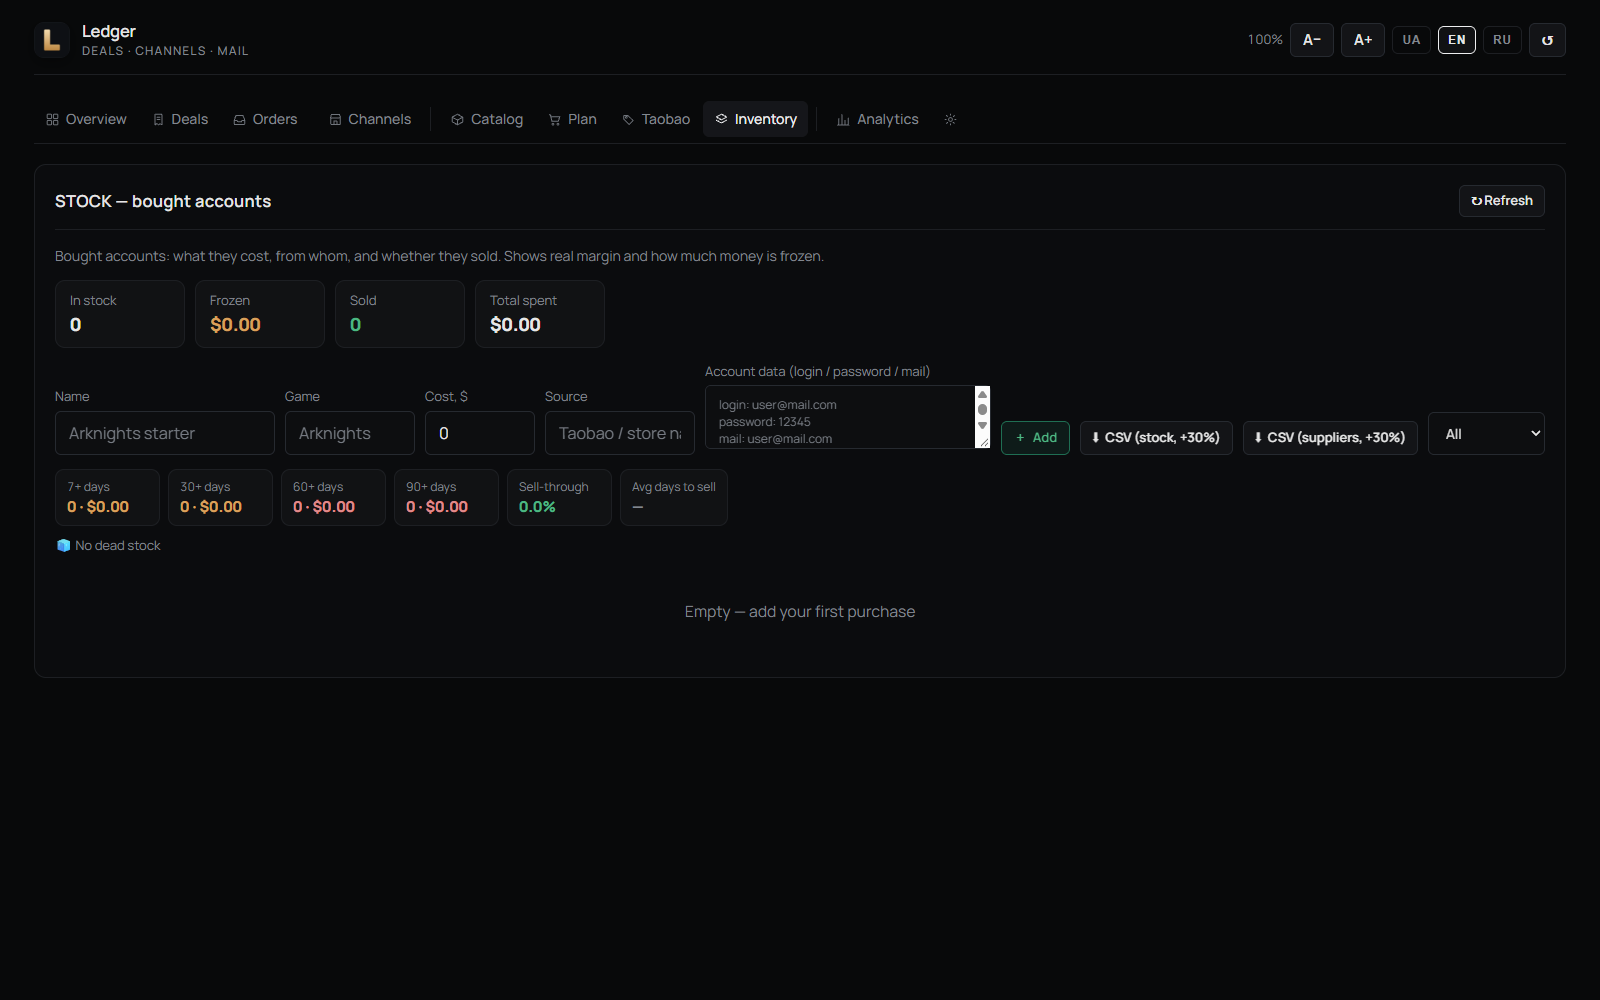 Ledger
DEALS · CHANNELS · MAIL
100% A− A+ UA EN RU ↺
Overview Deals Orders Channels Catalog Plan Taobao Inventory Analytics
STOCK — bought accounts
↻ Refresh
Bought accounts: what they cost, from whom, and whether they sold. Shows real margin and how much money is frozen.
In stock Frozen Sold Total spent
0 $0.00 0 $0.00
Account data (login / password / mail)
Name Game Cost, $ Source
Arknights starter Arknights 0 Taobao / store na
login: user@mail.com
password: 12345
mail: user@mail.com
+ Add ⬇ CSV (stock, +30%) ⬇ CSV (suppliers, +30%) All
7+ days 30+ days 60+ days 90+ days Sell-through Avg days to sell
0 · $0.00 0 · $0.00 0 · $0.00 0 · $0.00 0.0% —
No dead stock
Empty — add your first purchase